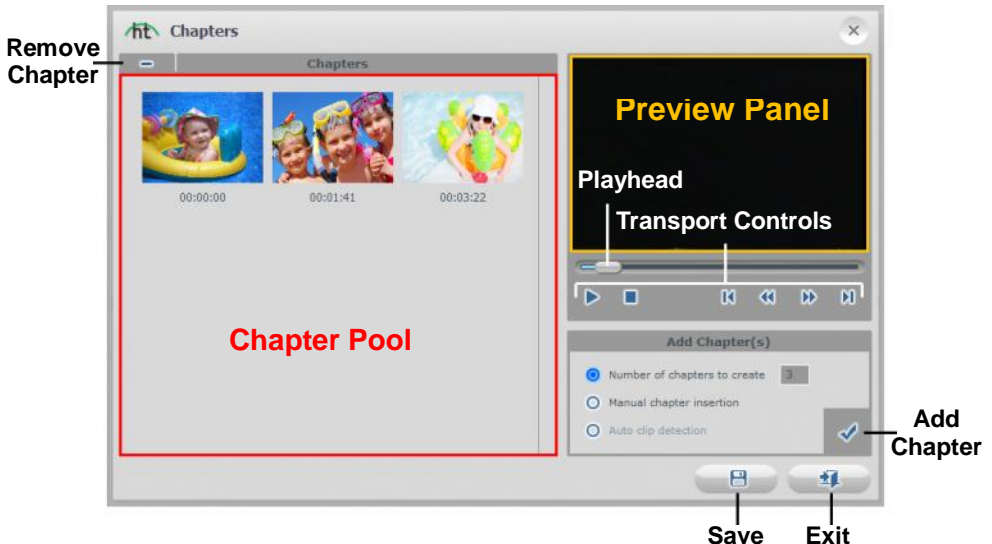 ht Chapters
Remove
Chapter
Chapters
Preview Panel
00:00:00 00:01:41 00:03:22
Playhead
Transport Controls
Chapter Pool
Add Chapter(s)
Number of chapters to create 3
Manual chapter insertion
Auto clip detection
Add
Chapter
Save Exit